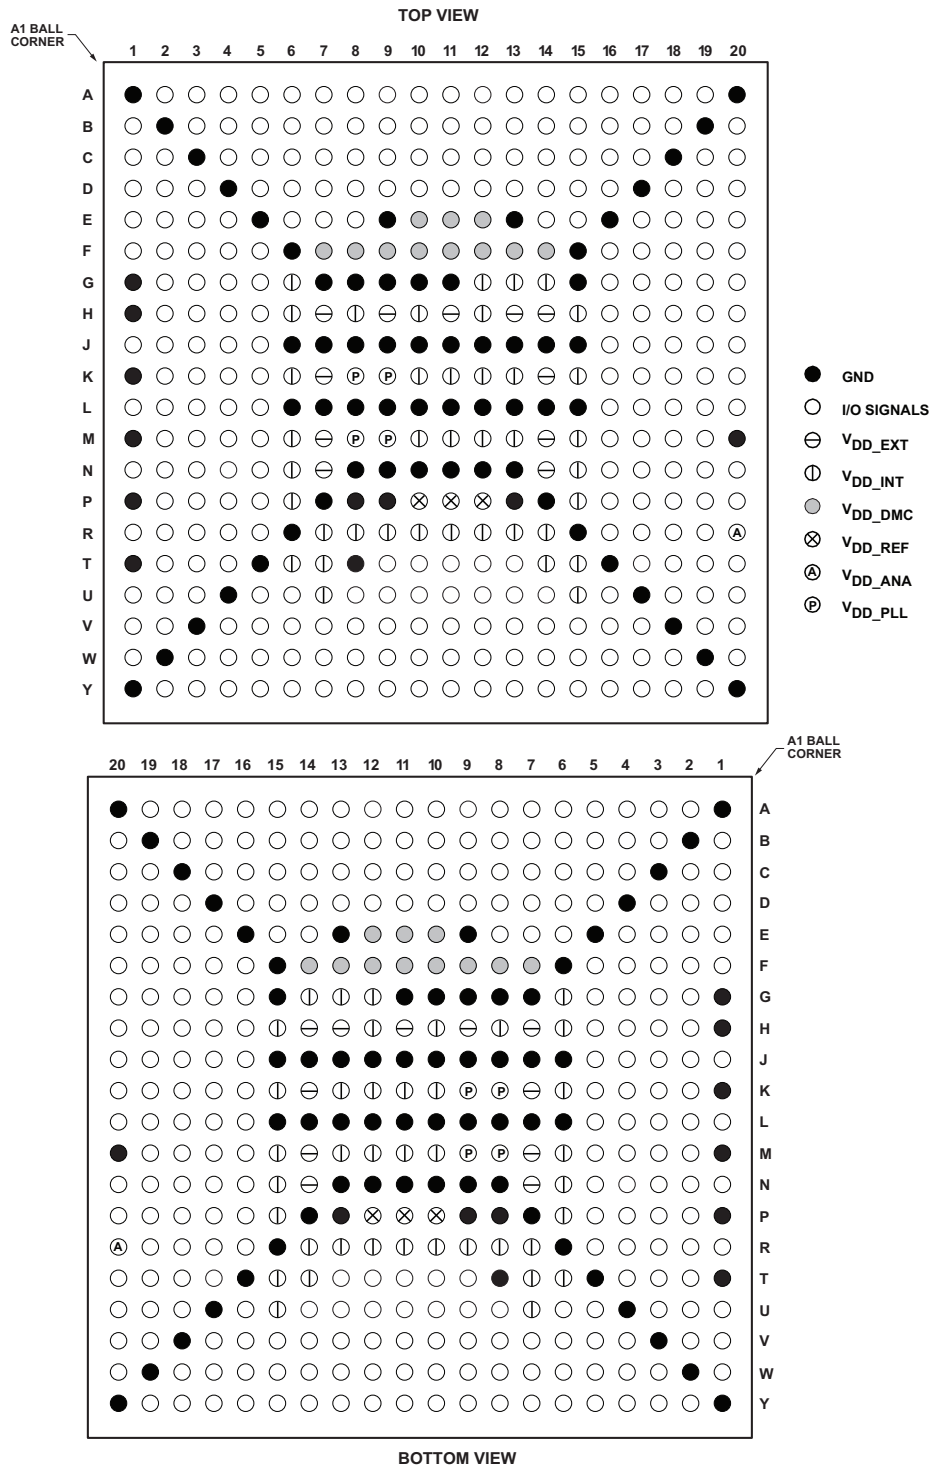 TOP VIEW
A1 BALL
CORNER
1 2 3 4 5 6 7 8 9 10 11 12 13 14 15 16 17 18 19 20
A
B
C
D
E
F
G
H
J
K P P
L
M P P
N
P
R A
T
U
V
W
Y
GND
I/O SIGNALS
VDD_EXT
VDD_INT
VDD_DMC
VDD_REF
A VDD_ANA
P VDD_PLL
A1 BALL
CORNER
20 19 18 17 16 15 14 13 12 11 10 9 8 7 6 5 4 3 2 1
A
B
C
D
E
F
G
H
J
P P K
L
P P M
N
P
A R
T
U
V
W
Y
BOTTOM VIEW